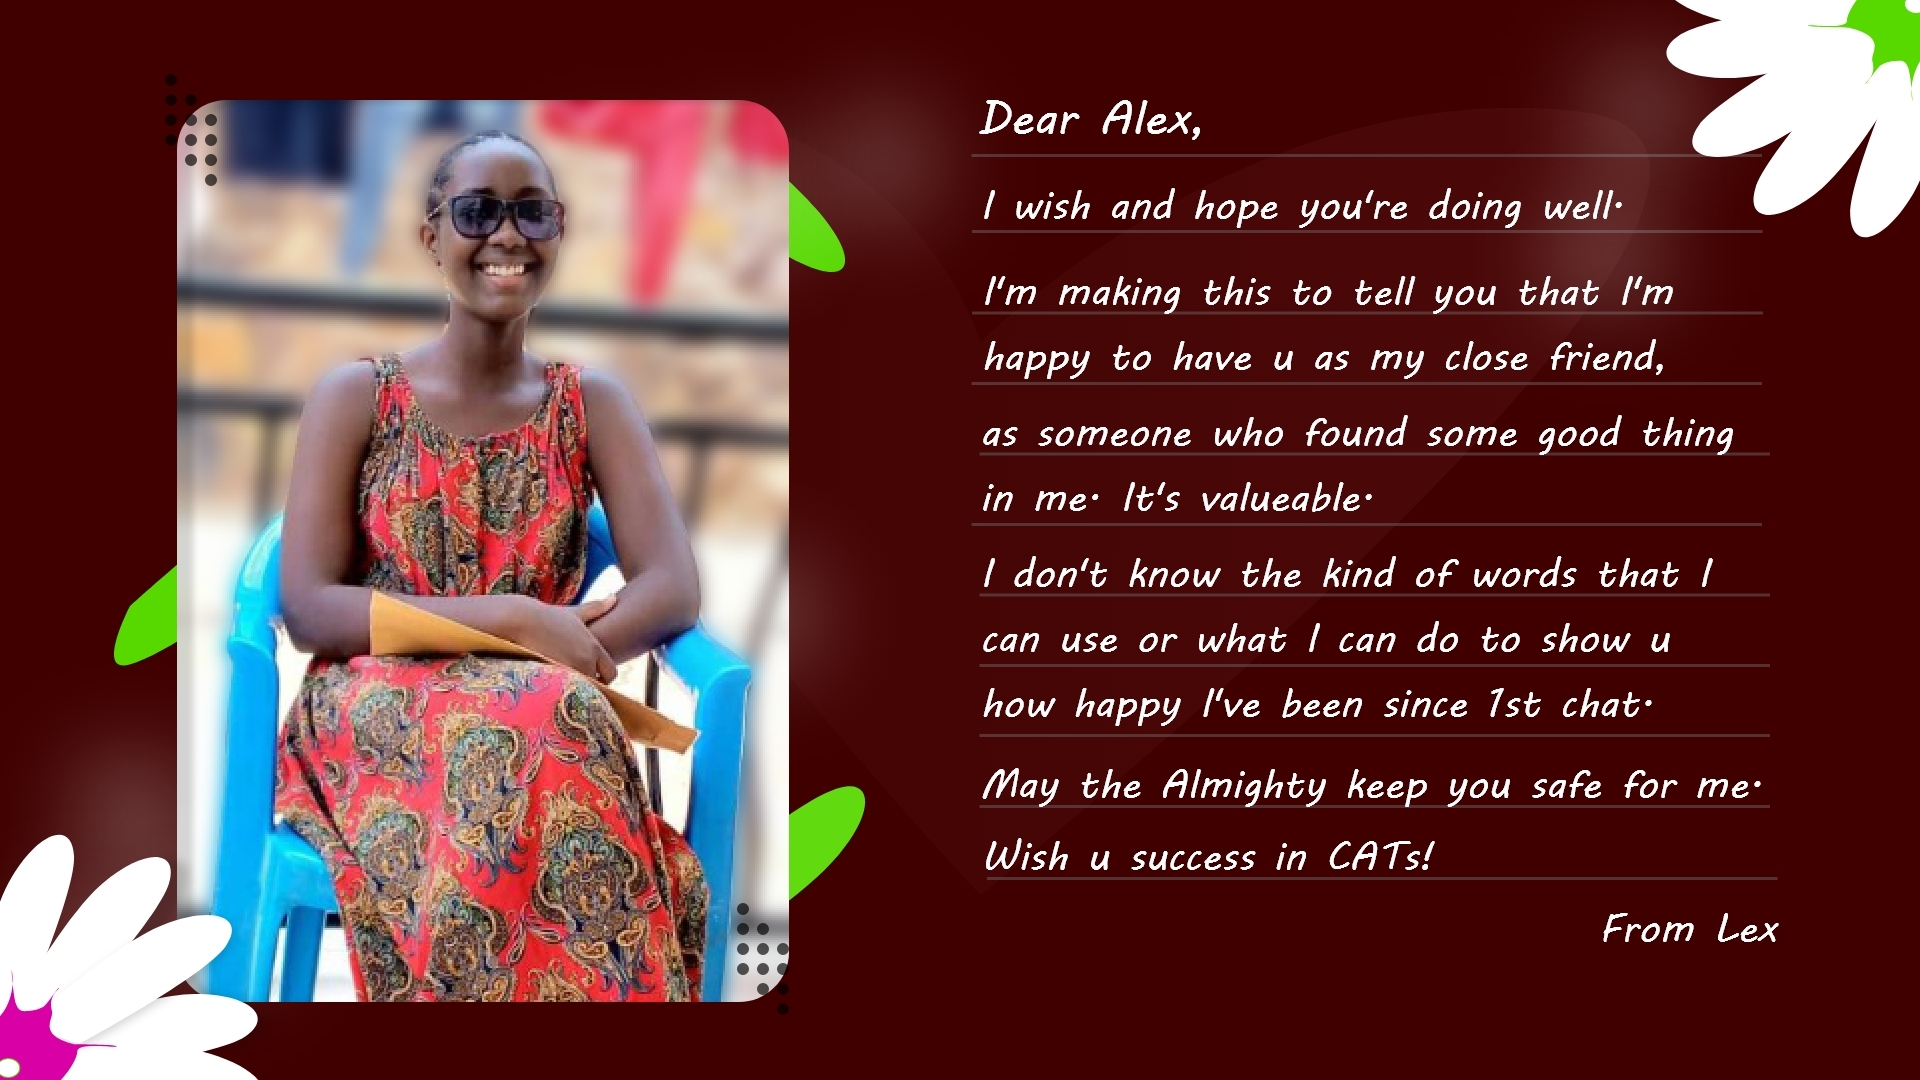 Dear Alex,
I wish and hope you're doing well.
I'm making this to tell you that I'm
happy to have u as my close friend,
as someone who found some good thing
in me. It's valueable.
I don't know the kind of words that I
can use or what I can do to show u
how happy I've been since 1st chat.
May the Almighty keep you safe for me.
Wish u success in CATs!
From Lex